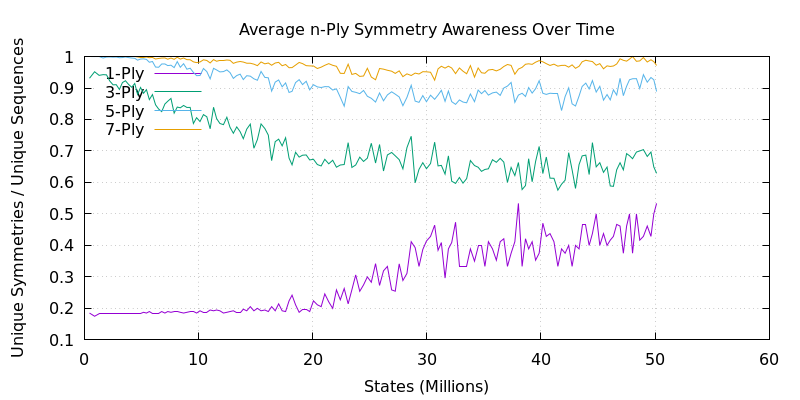 Average n-Ply Symmetry Awareness Over Time
Unique Symmetries / Unique Sequences
1
0.9
0.8
0.7
0.6
0.5
0.4
0.3
0.2
0.1
1-Ply
3-Ply
5-Ply
7-Ply
0 10 20 30 40 50 60
States (Millions)